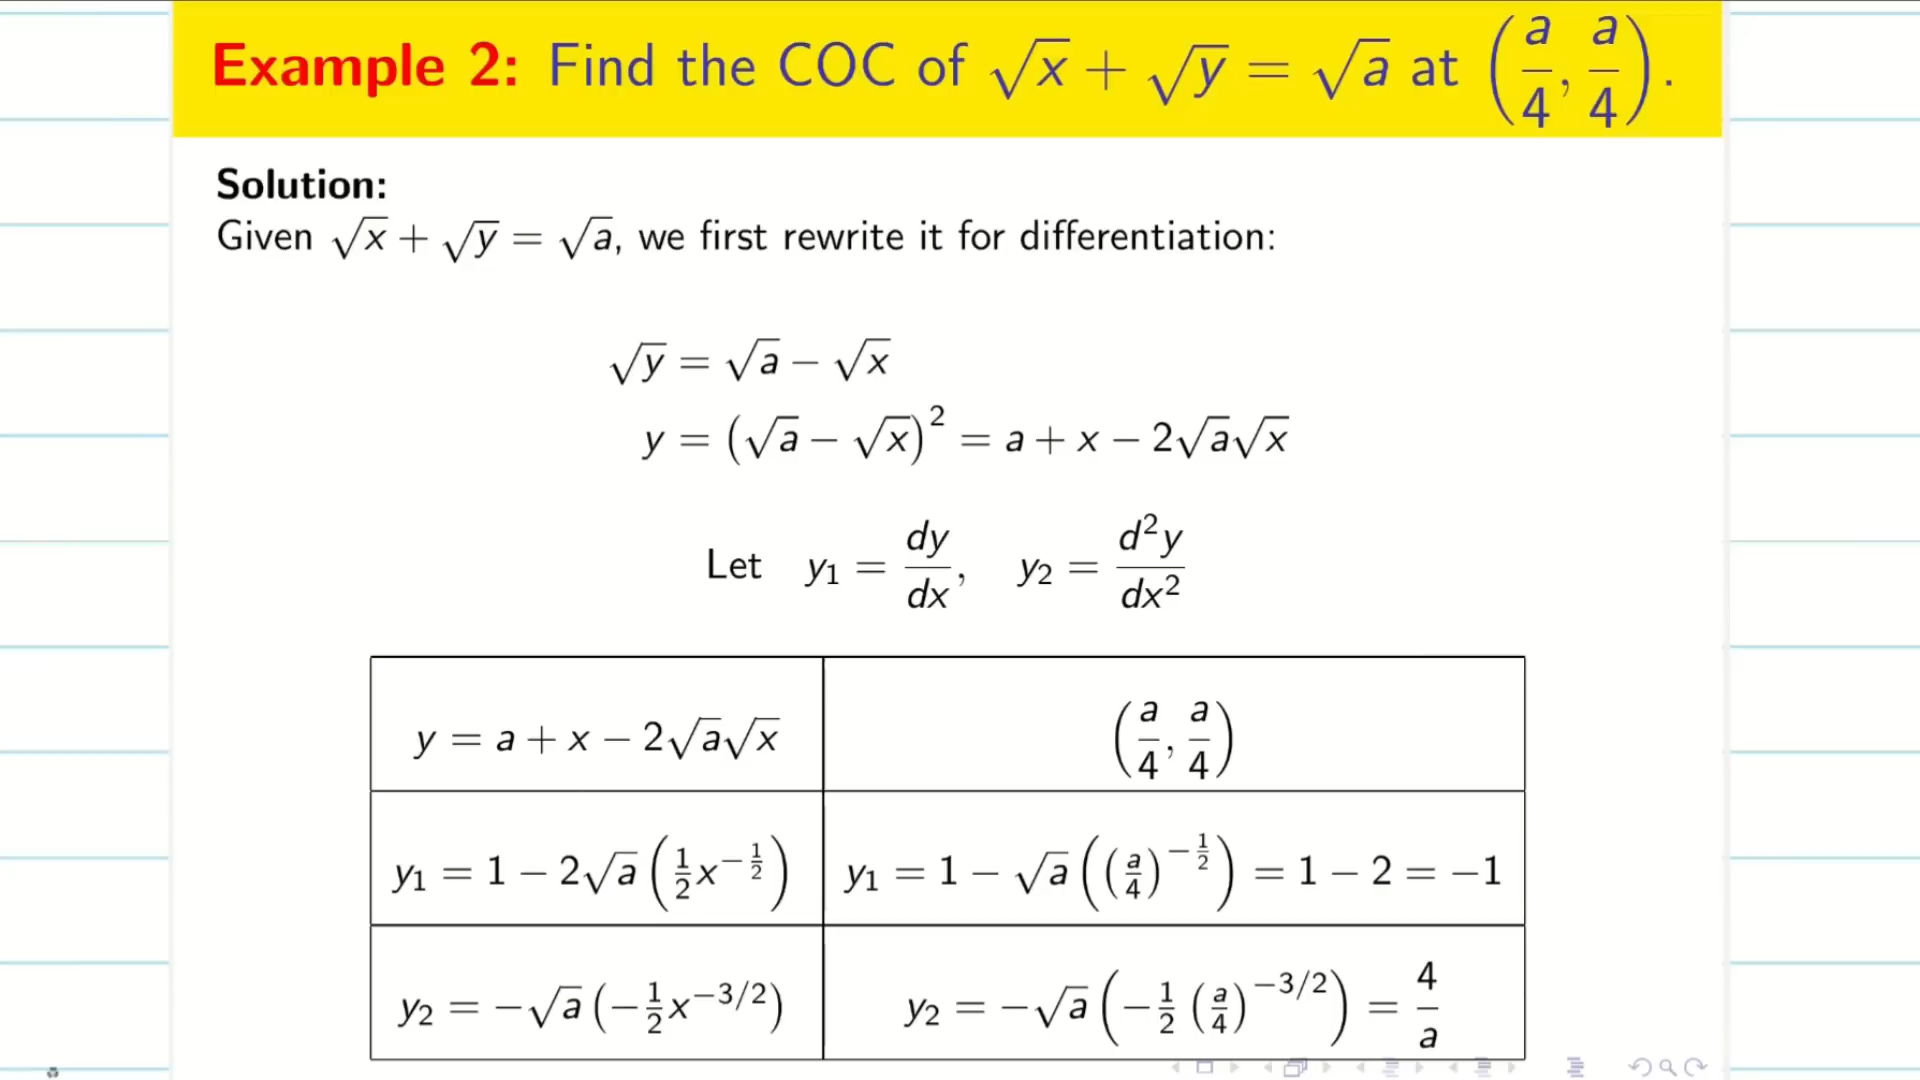 Example 2: Find the COC of √x + √y = √a at (a/4, a/4).
Solution:
Given √x + √y = √a, we first rewrite it for differentiation:
√y = √a − √x
y = (√a − √x)² = a + x − 2√a√x
Let y₁ = dy/dx, y₂ = d²y/dx²
y = a + x − 2√a√x (a/4, a/4)
y₁ = 1 − 2√a (½x^(−½)) y₁ = 1 − √a ((a/4)^(−½)) = 1 − 2 = −1
y₂ = −√a (−½x^(−3/2)) y₂ = −√a (−½ (a/4)^(−3/2)) = 4/a